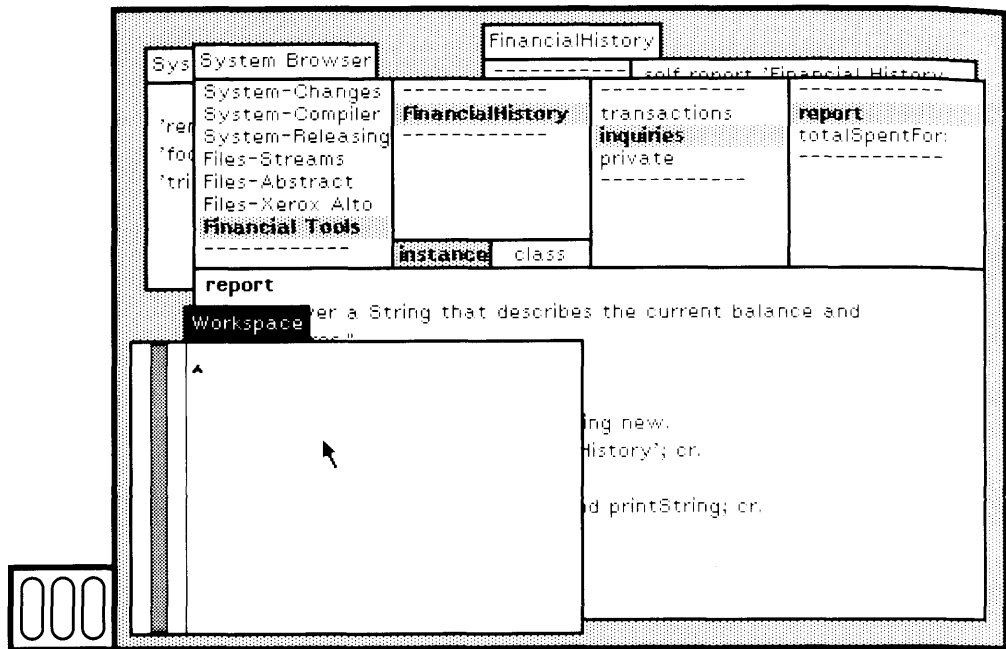 FinancialHistory
Sys
System Browser
self report 'Financial History
System-Changes
System-Compiler
System-Releasing
Files-Streams
Files-Abstract
Files-Xerox Alto
Financial Tools
FinancialHistory
instance class
transactions
inquiries
private
report
totalSpentFor:
'tri
report
ver a String that describes the current balance and
Workspace
ing new.
History'; cr.
d printString; cr.